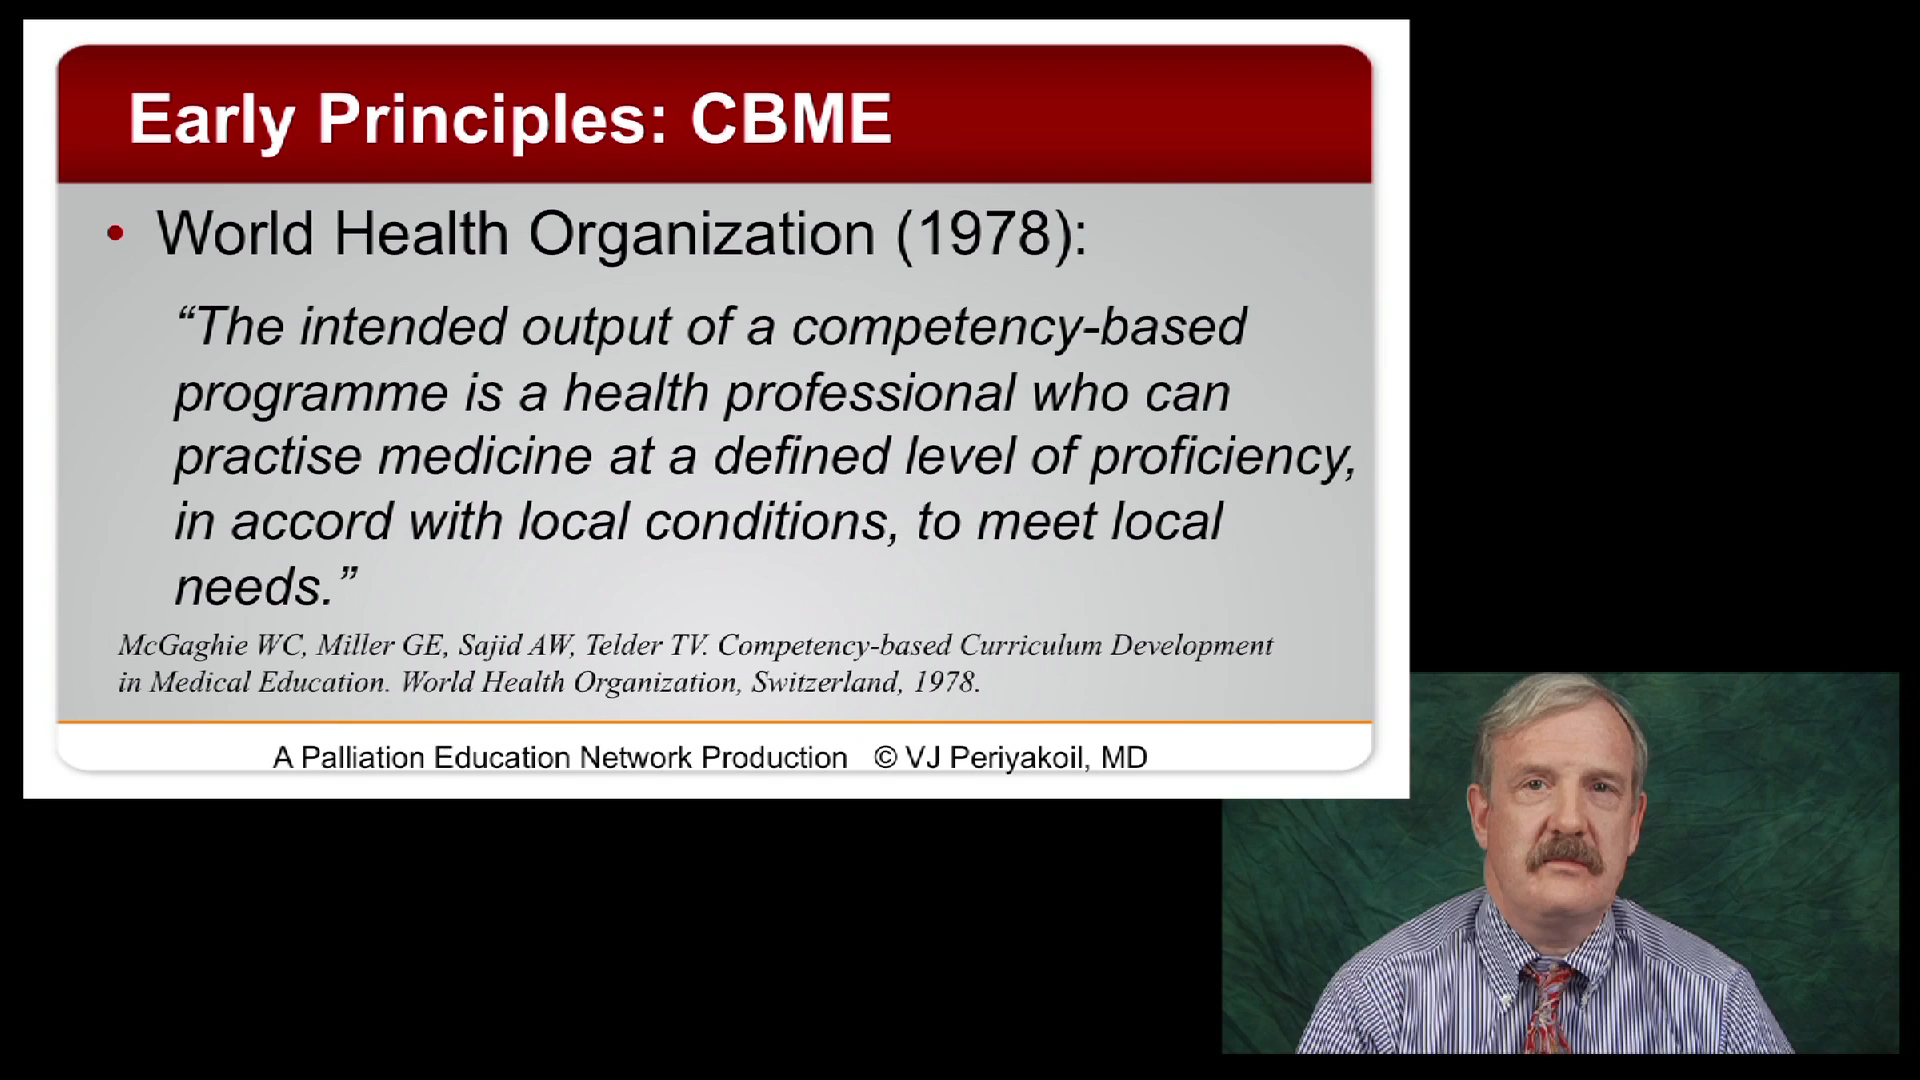 Early Principles: CBME
• World Health Organization (1978):
“The intended output of a competency-based
programme is a health professional who can
practise medicine at a defined level of proficiency,
in accord with local conditions, to meet local
needs.”
McGaghie WC, Miller GE, Sajid AW, Telder TV. Competency-based Curriculum Development
in Medical Education. World Health Organization, Switzerland, 1978.
A Palliation Education Network Production © VJ Periyakoil, MD